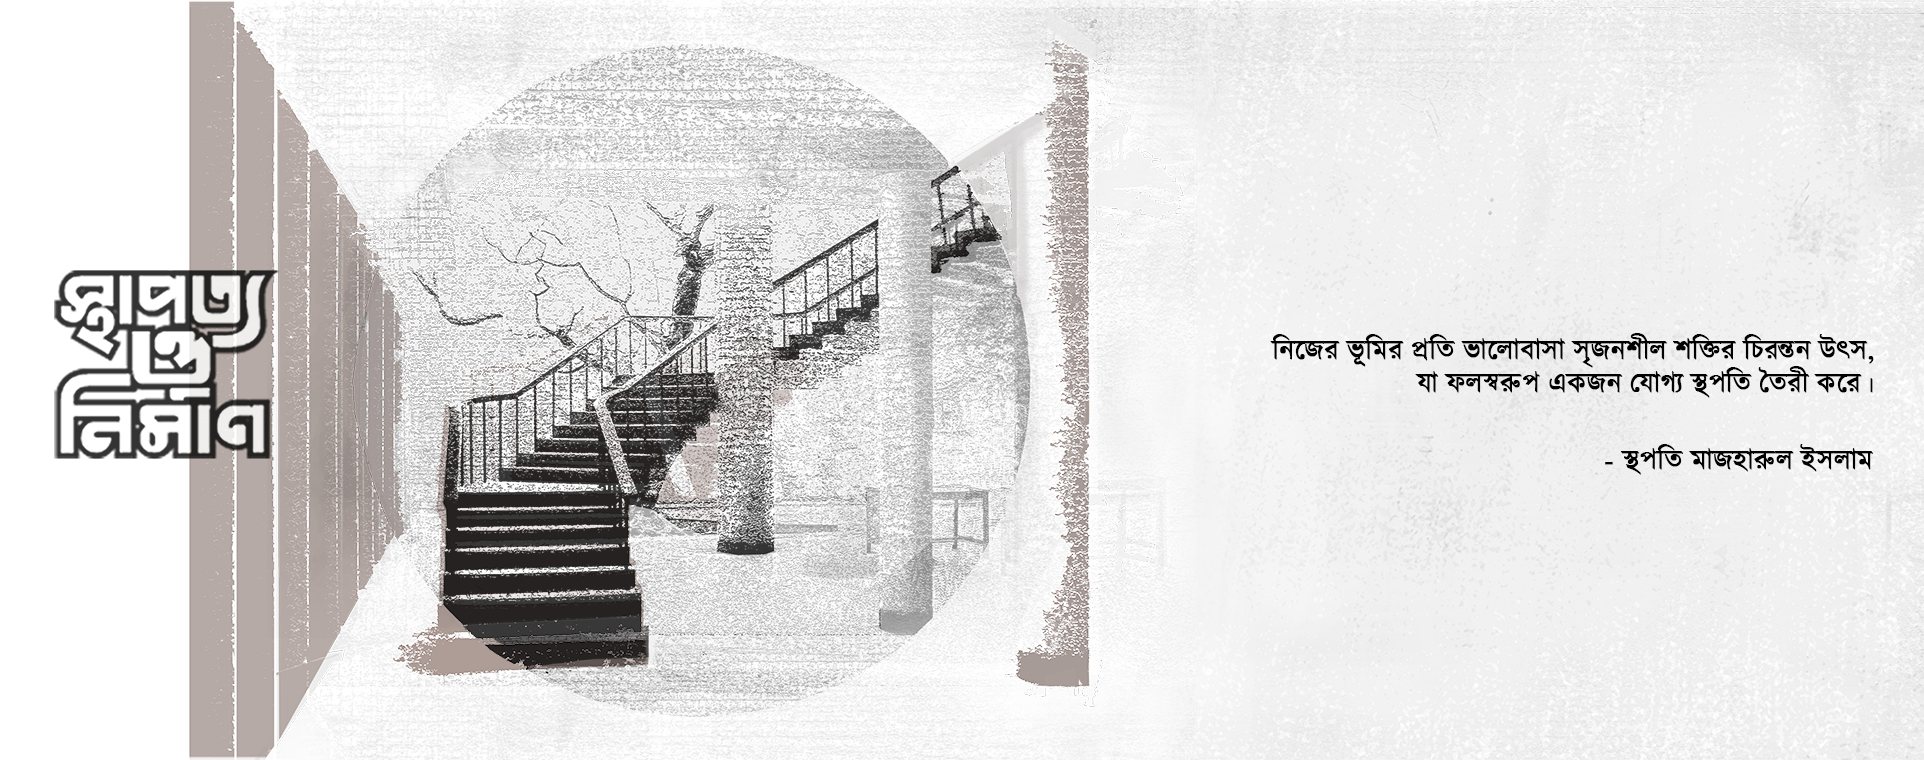 স্থাপত্য
ও
নির্মাণ
নিজের ভূমির প্রতি ভালোবাসা সৃজনশীল শক্তির চিরন্তন উৎস,
যা ফলস্বরুপ একজন যোগ্য স্থপতি তৈরী করে।
- স্থপতি মাজহারুল ইসলাম